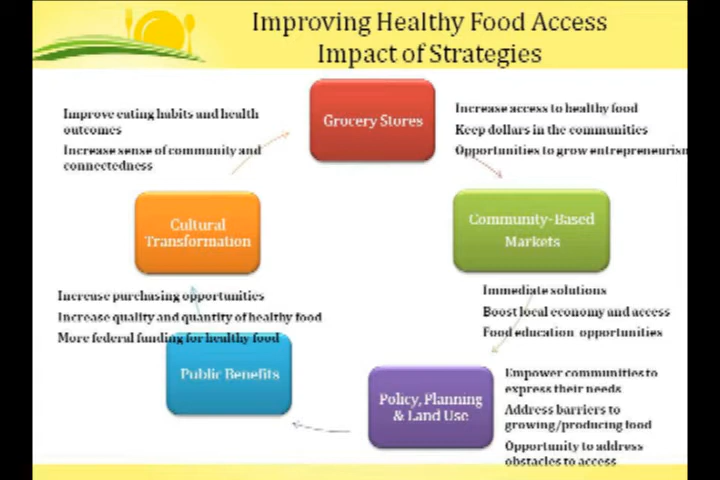 Improving Healthy Food Access
Impact of Strategies
Grocery Stores
Increase access to healthy food
Keep dollars in the communities
Opportunities to grow entrepreneurism
Community-Based
Markets
Immediate solutions
Boost local economy and access
Food education opportunities
Policy, Planning
& Land Use
Empower communities to
express their needs
Address barriers to
growing/producing food
Opportunity to address
obstacles to access
Public Benefits
Increase purchasing opportunities
Increase quality and quantity of healthy food
More federal funding for healthy food
Cultural
Transformation
Improve eating habits and health
outcomes
Increase sense of community and
connectedness